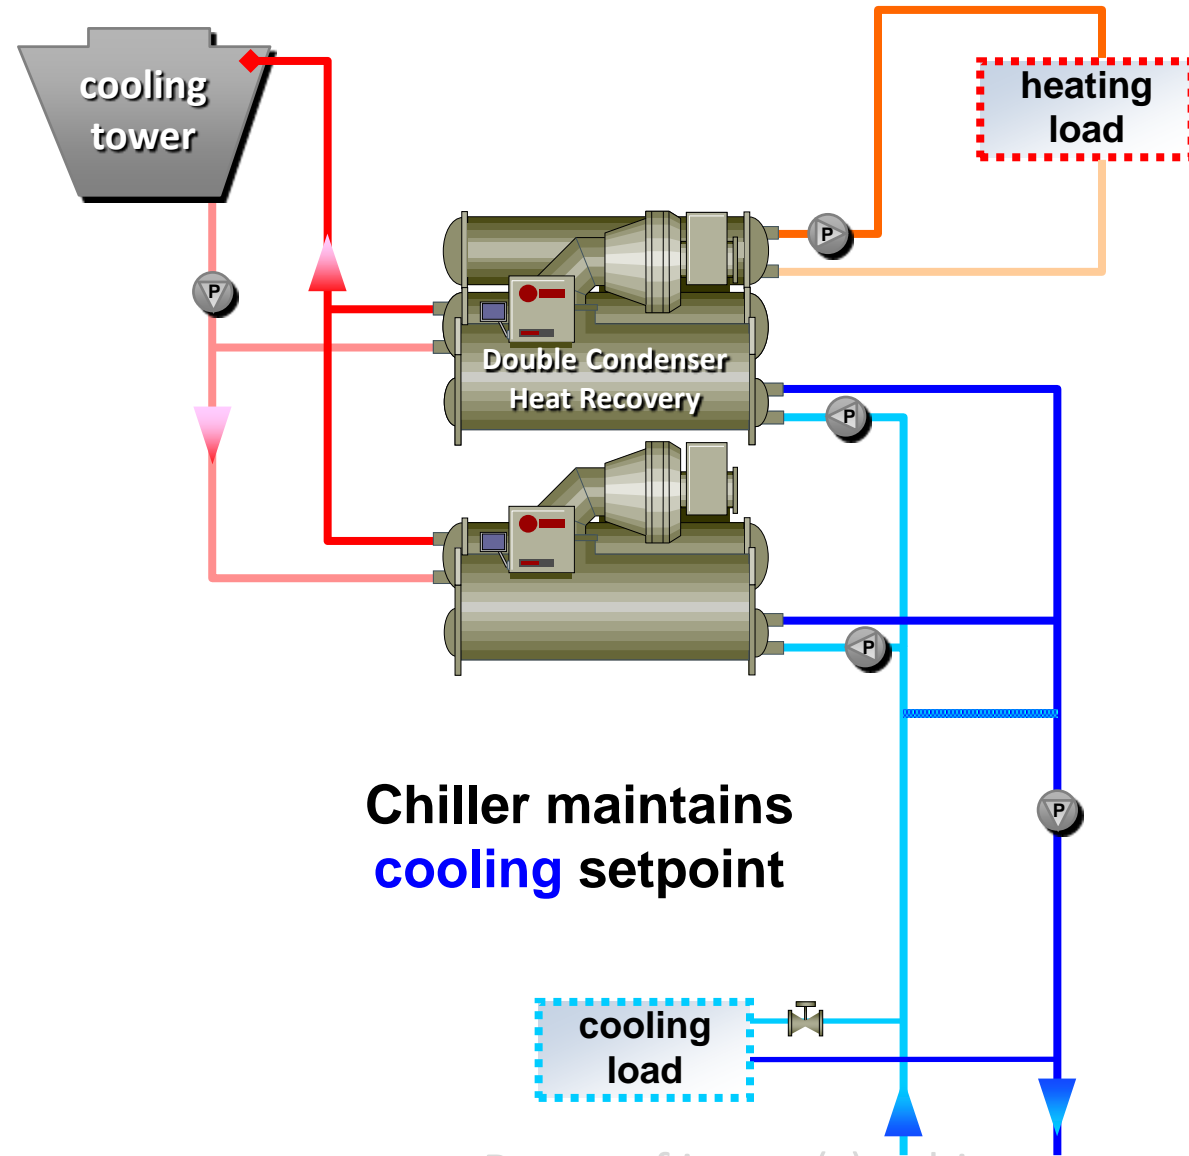 cooling
tower
heating
load
P
P
Double Condenser
Heat Recovery
P
P
Chiller maintains
cooling setpoint
P
cooling
load